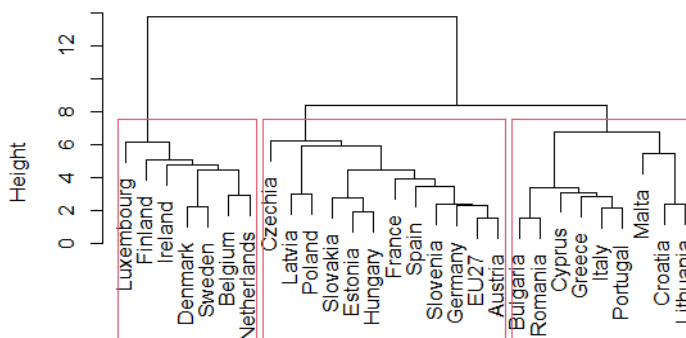 Height
0 2 4 6 8 12
Luxembourg
Finland
Ireland
Denmark
Sweden
Belgium
Netherlands
Czechia
Latvia
Poland
Slovakia
Estonia
Hungary
France
Spain
Slovenia
Germany
EU27
Austria
Bulgaria
Romania
Cyprus
Greece
Italy
Portugal
Malta
Croatia
Lithuania